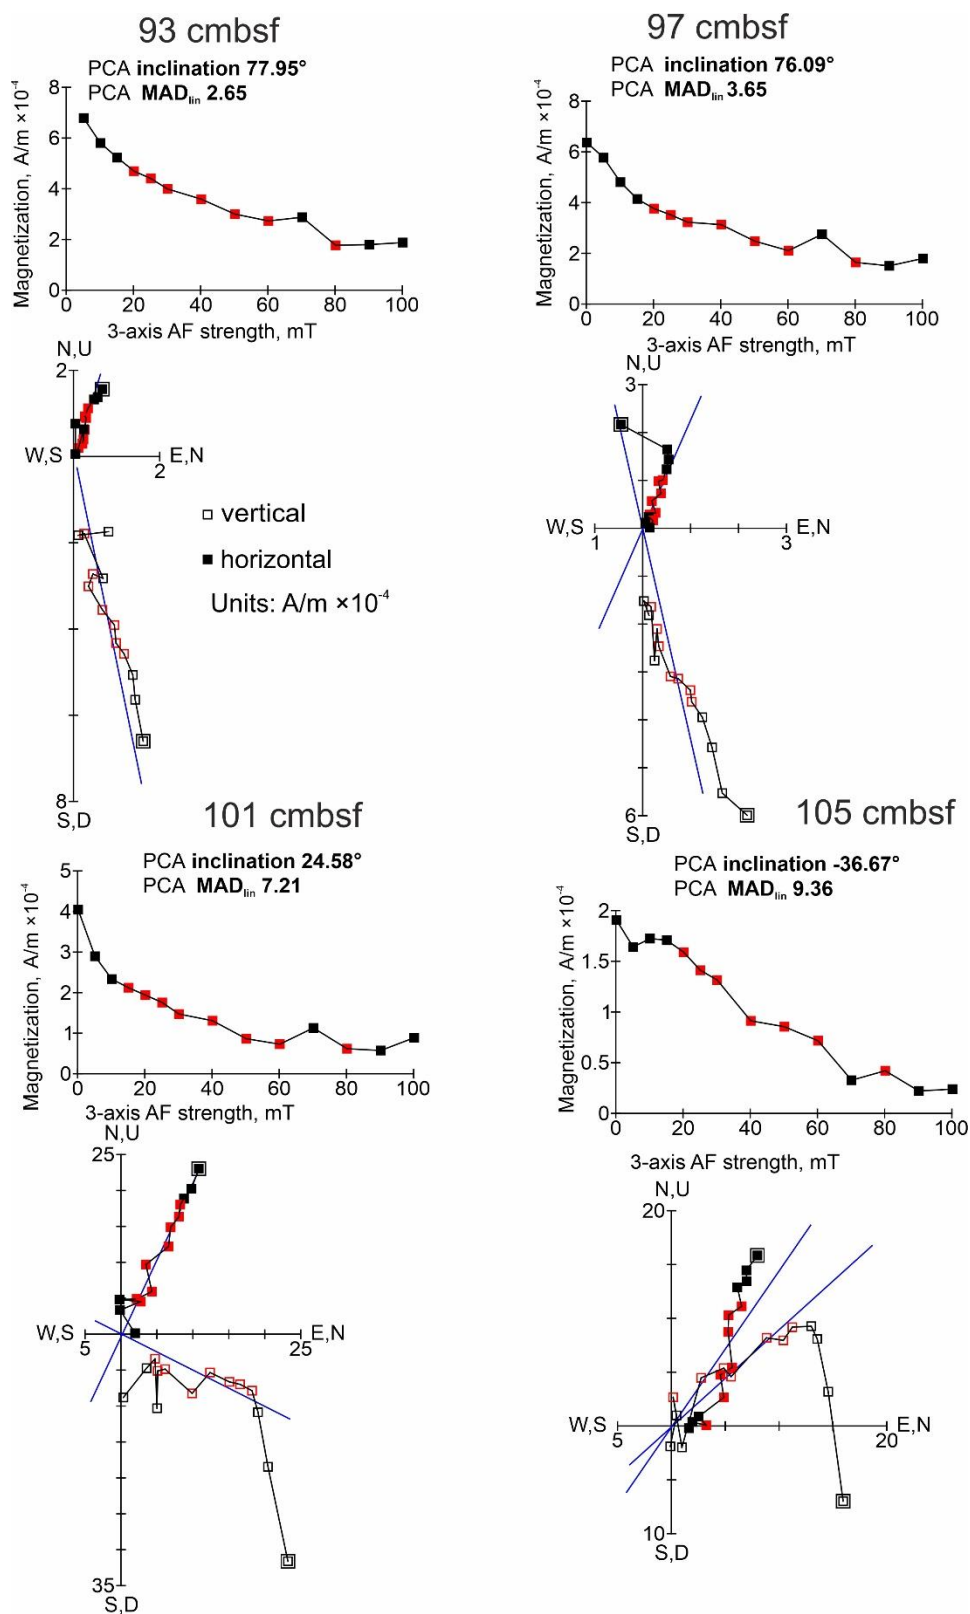 93 cmbsf
PCA inclination 77.95°
PCA MADlin 2.65
Magnetization, A/m ×10-4
8
6
4
2
0
0 20 40 60 80 100
3-axis AF strength, mT
N,U
2
W,S
E,N
2
8
S,D
□ vertical
■ horizontal
Units: A/m ×10-4
97 cmbsf
PCA inclination 76.09°
PCA MADlin 3.65
Magnetization, A/m ×10-4
8
6
4
2
0
0 20 40 60 80 100
3-axis AF strength, mT
N,U
3
W,S
1
3
E,N
6
S,D
101 cmbsf
PCA inclination 24.58°
PCA MADlin 7.21
Magnetization, A/m ×10-4
5
4
3
2
1
0
0 20 40 60 80 100
3-axis AF strength, mT
N,U
25
W,S
5
25
E,N
35
S,D
105 cmbsf
PCA inclination -36.67°
PCA MADlin 9.36
Magnetization, A/m ×10-4
2
1.5
1
0.5
0
0 20 40 60 80 100
3-axis AF strength, mT
N,U
20
W,S
5
20
E,N
10
S,D